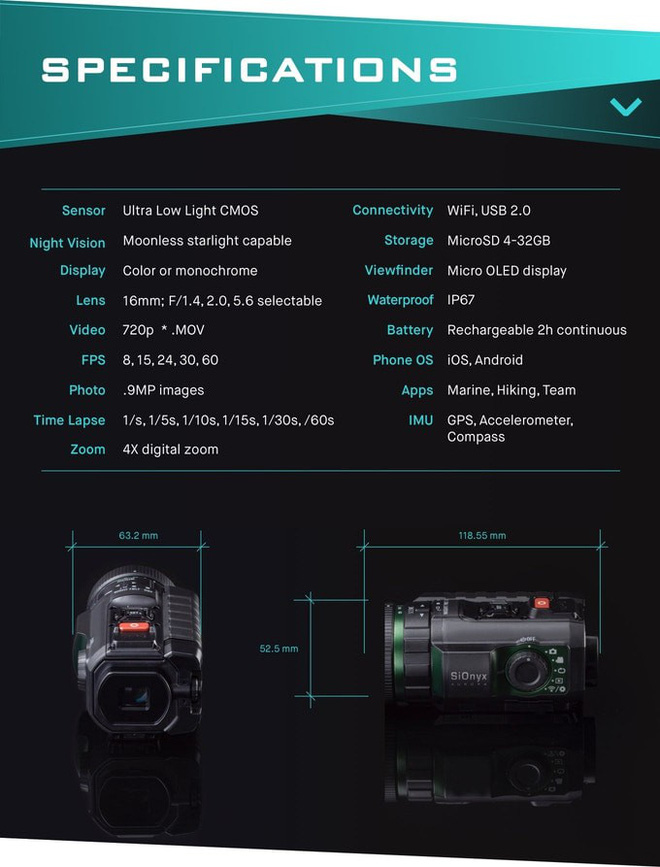 SPECIFICATIONS
Sensor Ultra Low Light CMOS
Night Vision Moonless starlight capable
Display Color or monochrome
Lens 16mm; F/1.4, 2.0, 5.6 selectable
Video 720p * .MOV
FPS 8, 15, 24, 30, 60
Photo .9MP images
Time Lapse 1/s, 1/5s, 1/10s, 1/15s, 1/30s, /60s
Zoom 4X digital zoom
Connectivity WiFi, USB 2.0
Storage MicroSD 4-32GB
Viewfinder Micro OLED display
Waterproof IP67
Battery Rechargeable 2h continuous
Phone OS iOS, Android
Apps Marine, Hiking, Team
IMU GPS, Accelerometer,
Compass
63.2 mm
118.55 mm
52.5 mm
SiOnyx